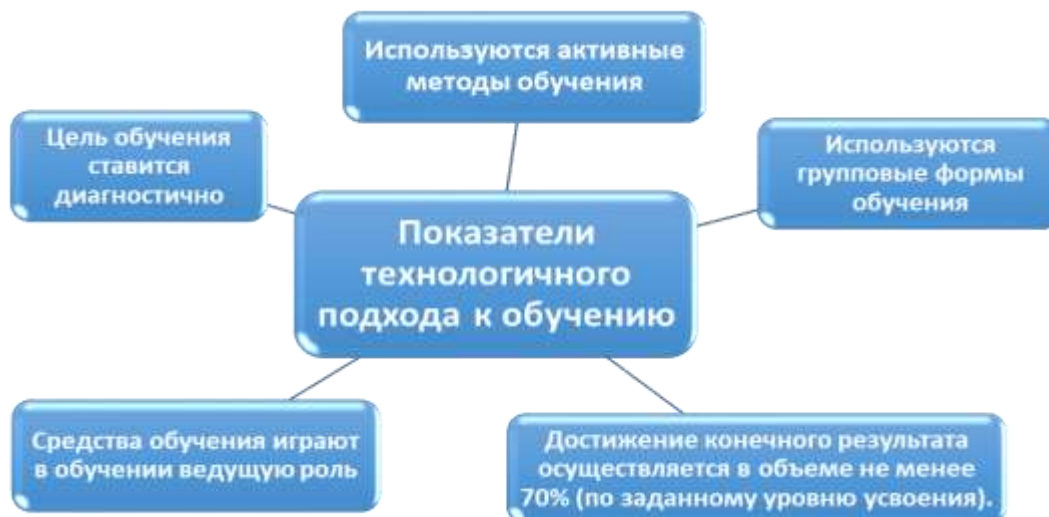 Используются активные
методы обучения
Цель обучения
ставится
диагностично
Используются
групповые формы
обучения
Показатели
технологичного
подхода к обучению
Средства обучения играют
в обучении ведущую роль
Достижение конечного результата
осуществляется в объеме не менее
70% (по заданному уровню усвоения).